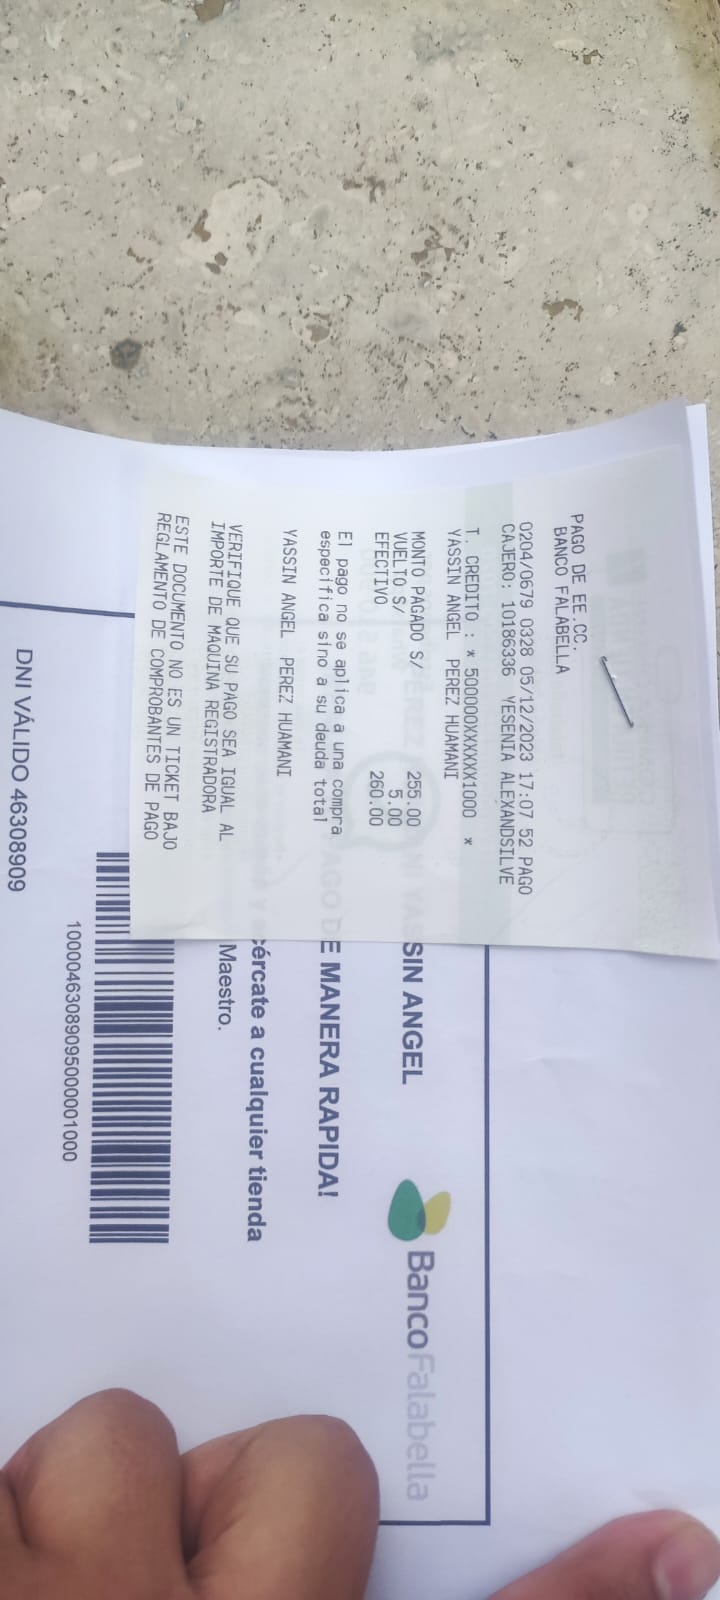 PAGO DE EE.CC.
BANCO FALABELLA
0204/0679 0328 05/12/2023 17:07 52 PAGO
CAJERO: 10186336 YESENIA ALEXANDSILVE
T. CREDITO : * 500000XXXXXX1000 *
YASSIN ANGEL PEREZ HUAMANI
MONTO PAGADO S/ 255.00
VUELTO S/ 5.00
EFECTIVO 260.00
El pago no se aplica a una compra
especifica sino a su deuda total
YASSIN ANGEL PEREZ HUAMANI
VERIFIQUE QUE SU PAGO SEA IGUAL AL
IMPORTE DE MAQUINA REGISTRADORA
ESTE DOCUMENTO NO ES UN TICKET BAJO
REGLAMENTO DE COMPROBANTES DE PAGO
Banco Falabella
SIN ANGEL
DE MANERA RAPIDA!
cércate a cualquier tienda
Maestro.
10000463089095000001000
DNI VÁLIDO 46308909